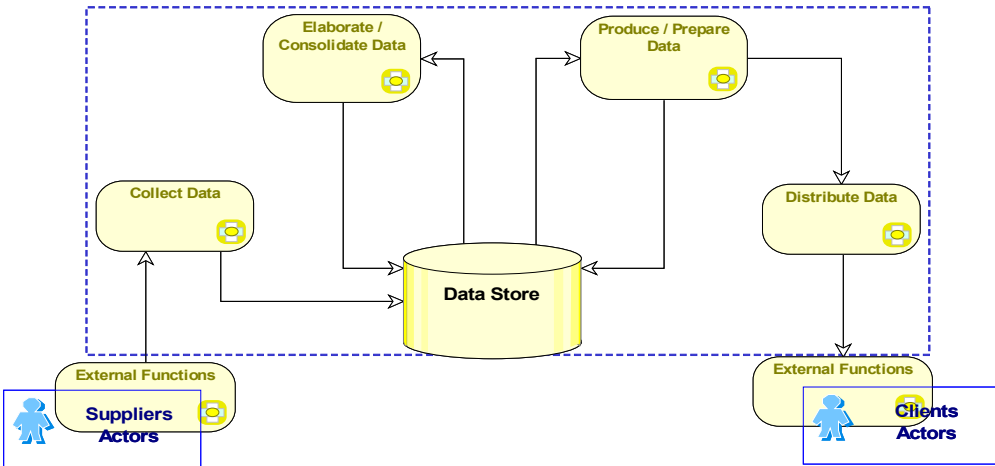 Elaborate /
Consolidate Data
Produce / Prepare
Data
Collect Data
Distribute Data
Data Store
External Functions
Suppliers
Actors
External Functions
Clients
Actors